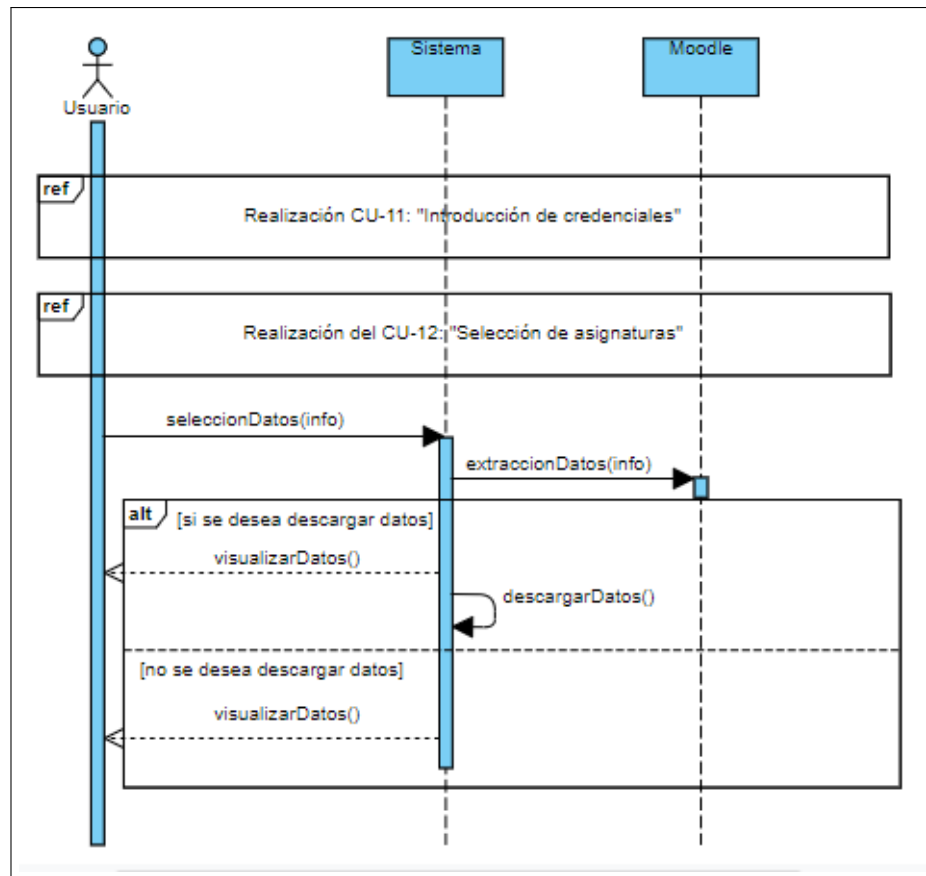 Sistema
Moodle
Usuario
ref
Realización CU-11: "Introducción de credenciales"
ref
Realización del CU-12: "Selección de asignaturas"
seleccionDatos(info)
extraccionDatos(info)
alt
[si se desea descargar datos]
visualizarDatos()
descargarDatos()
[no se desea descargar datos]
visualizarDatos()